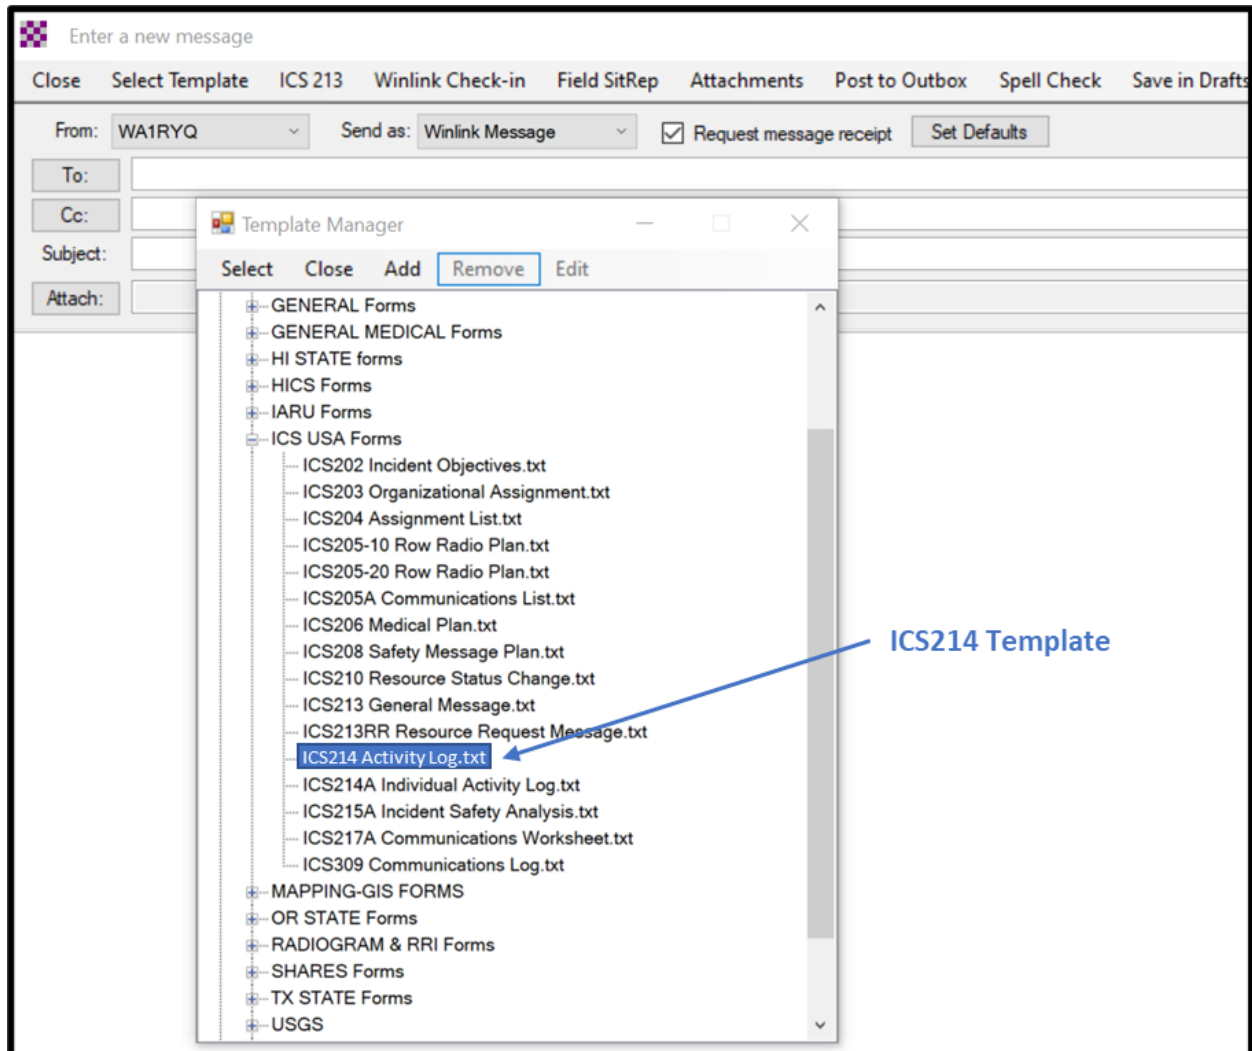 Enter a new message
Close Select Template ICS 213 Winlink Check-in Field SitRep Attachments Post to Outbox Spell Check Save in Drafts
From: WA1RYQ Send as: Winlink Message Request message receipt Set Defaults
To:
Cc:
Subject:
Attach:
Template Manager
Select Close Add Remove Edit
GENERAL Forms
GENERAL MEDICAL Forms
HI STATE forms
HICS Forms
IARU Forms
ICS USA Forms
ICS202 Incident Objectives.txt
ICS203 Organizational Assignment.txt
ICS204 Assignment List.txt
ICS205-10 Row Radio Plan.txt
ICS205-20 Row Radio Plan.txt
ICS205A Communications List.txt
ICS206 Medical Plan.txt
ICS208 Safety Message Plan.txt
ICS210 Resource Status Change.txt
ICS213 General Message.txt
ICS213RR Resource Request Message.txt
ICS214 Activity Log.txt
ICS214A Individual Activity Log.txt
ICS215A Incident Safety Analysis.txt
ICS217A Communications Worksheet.txt
ICS309 Communications Log.txt
MAPPING-GIS FORMS
OR STATE Forms
RADIOGRAM & RRI Forms
SHARES Forms
TX STATE Forms
USGS
ICS214 Template